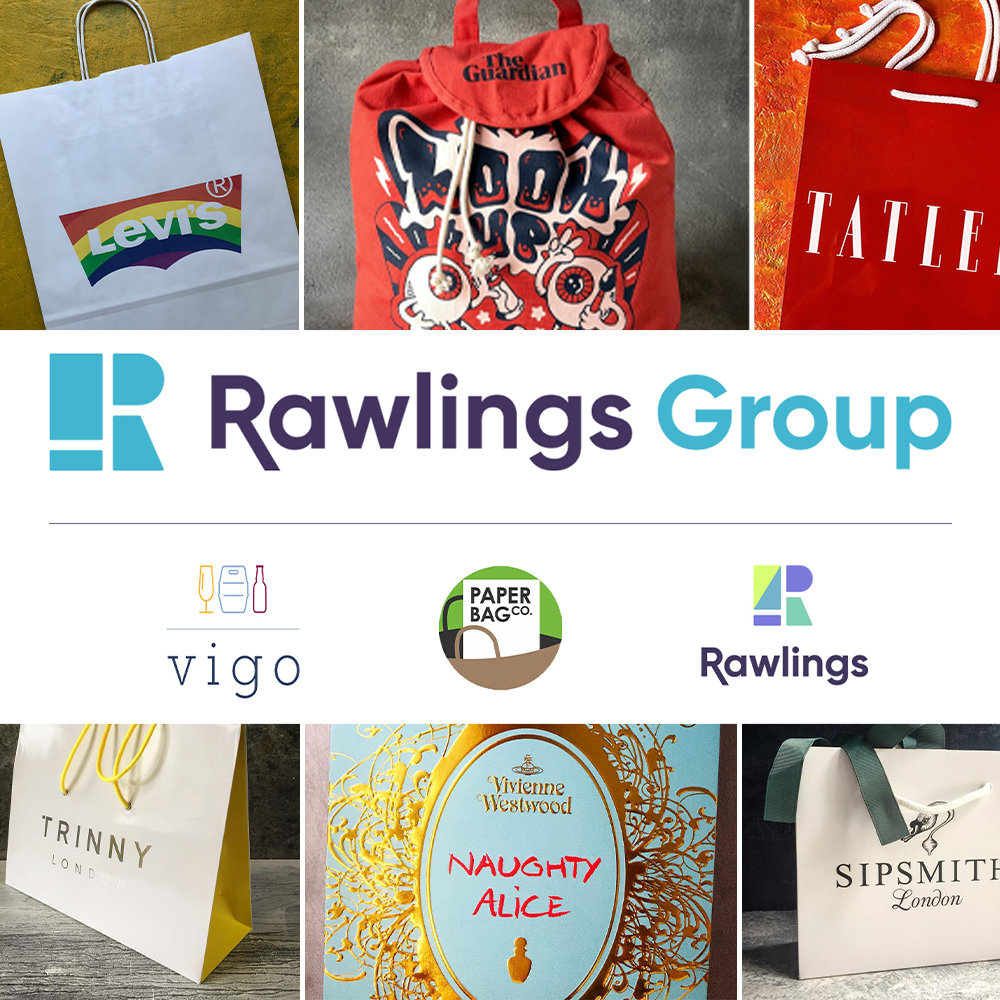 Levi's®
The
Guardian
LOOK
UP
TATLE
Rawlings Group
vigo
PAPER
BAG CO.
Rawlings
TRINNY
LONDON
Vivienne
Westwood
NAUGHTY
ALICE
SIPSMITH
London